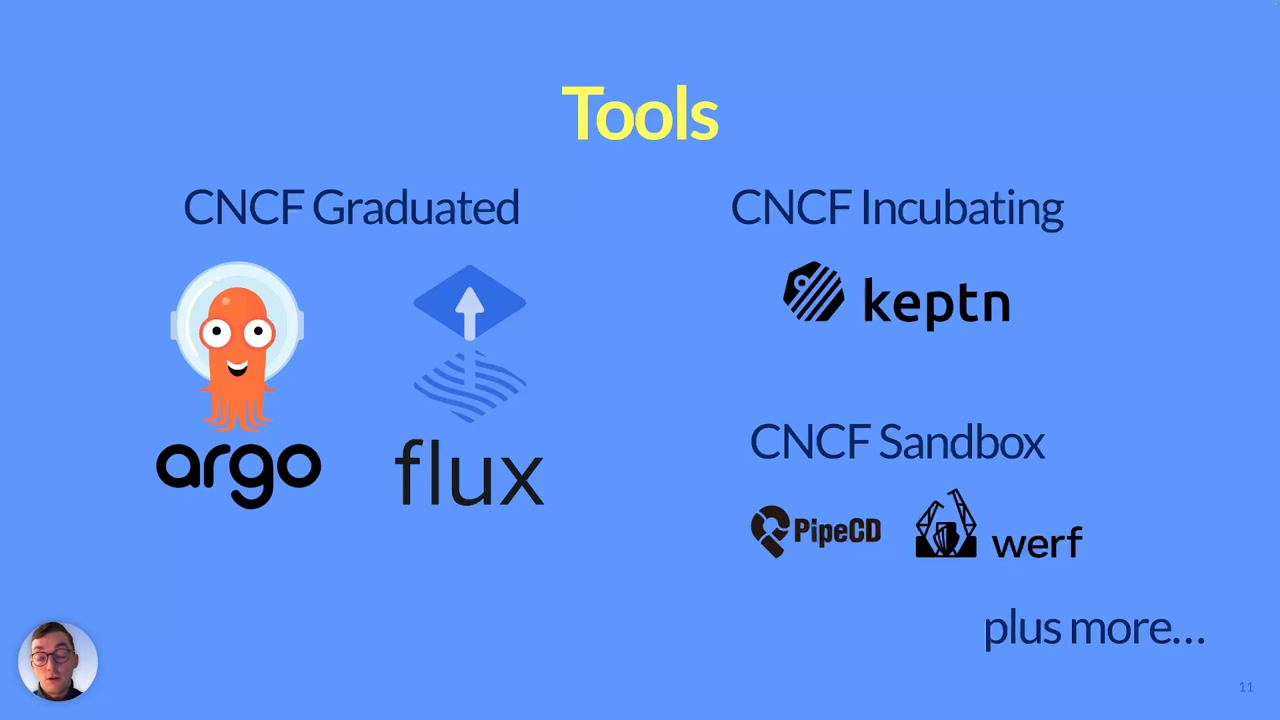 Tools
CNCF Graduated
argo
flux
CNCF Incubating
keptn
CNCF Sandbox
PipeCD
werf
plus more...
11